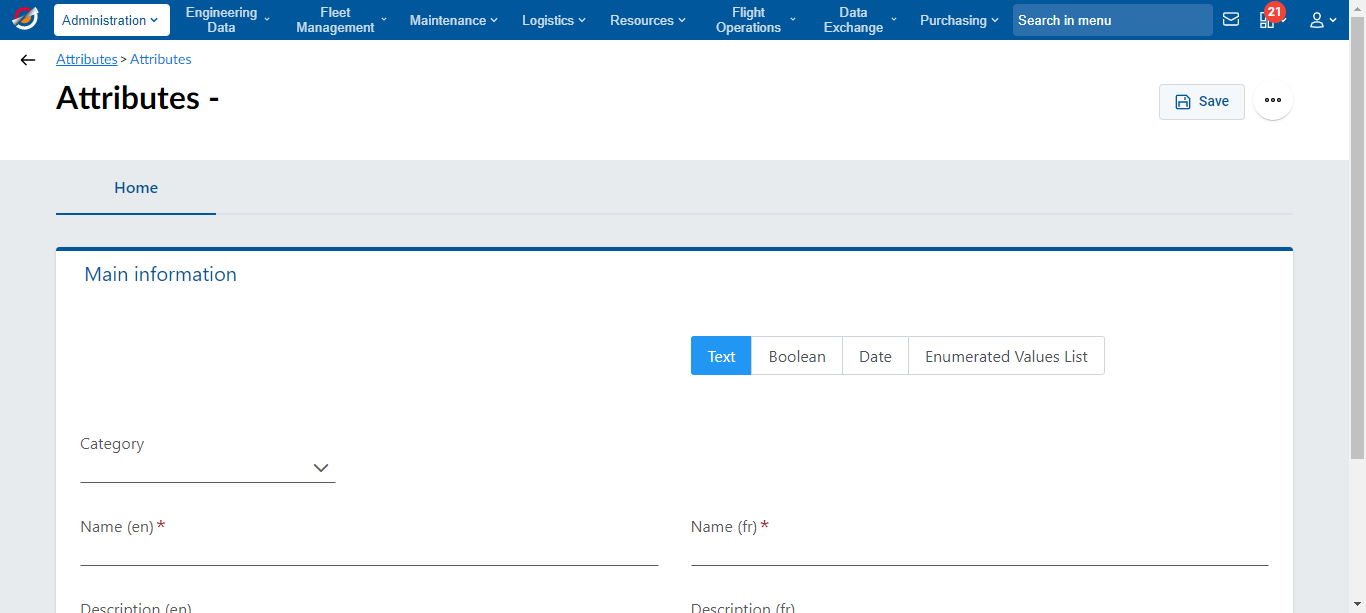 Administration
Engineering Data
Fleet Management
Maintenance
Logistics
Resources
Flight Operations
Data Exchange
Purchasing
Search in menu
21
Attributes > Attributes
Attributes -
Save
Home
Main information
Text
Boolean
Date
Enumerated Values List
Category
Name (en) *
Name (fr) *
Description (en)
Description (fr)